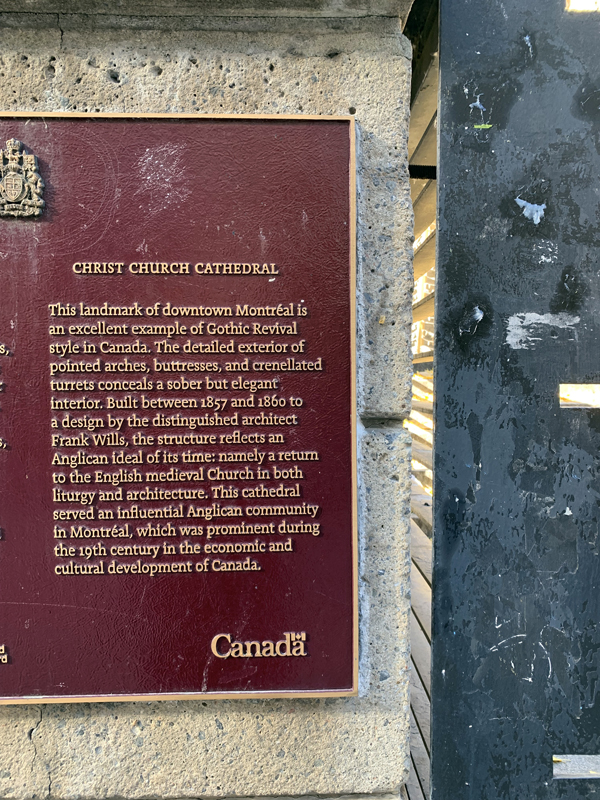 CHRIST CHURCH CATHEDRAL
This landmark of downtown Montréal is
an excellent example of Gothic Revival
style in Canada. The detailed exterior of
pointed arches, buttresses, and crenellated
turrets conceals a sober but elegant
interior. Built between 1857 and 1860 to
a design by the distinguished architect
Frank Wills, the structure reflects an
Anglican ideal of its time: namely a return
to the English medieval Church in both
liturgy and architecture. This cathedral
served an influential Anglican community
in Montréal, which was prominent during
the 19th century in the economic and
cultural development of Canada.
Canada